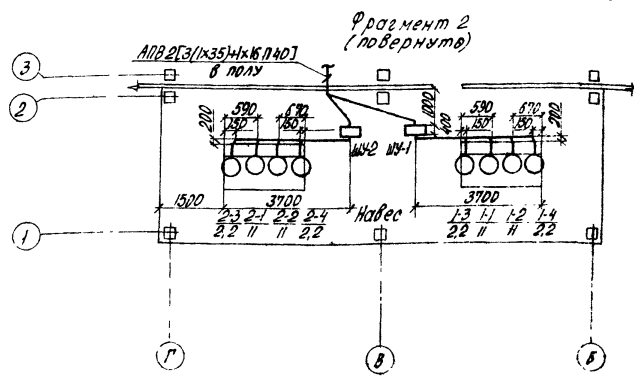 Фрагмент 2
(повернуто)
АПВ 2[3(1×35)+1×16 П40]
в полу
3
2
1
590 670
150 150
200
1000
400
590 670
150 150
200
ШУ-2 ШУ-1
1500 3700
Навес
3700
2-3 2-1 2-2 2-4
2,2 11 11 2,2
1-3 1-1 1-2 1-4
2,2 11 11 2,2
Г В Б